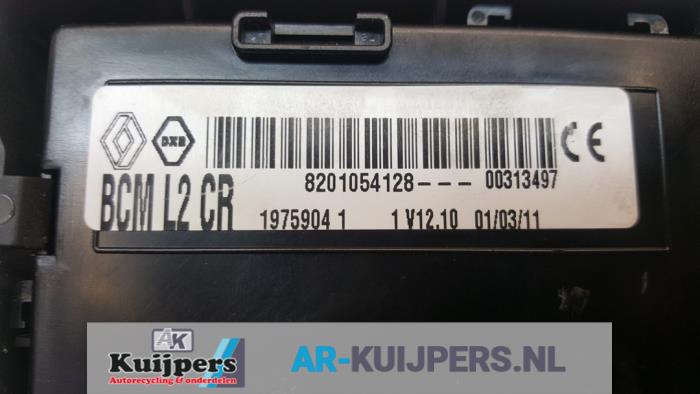 DXB
8201054128--- 00313497
CE
BCM L2 CR 1975904 1 1 V12.10 01/03/11
AK
Kuijpers
Autorecycling & onderdelen
AR-KUIJPERS.NL